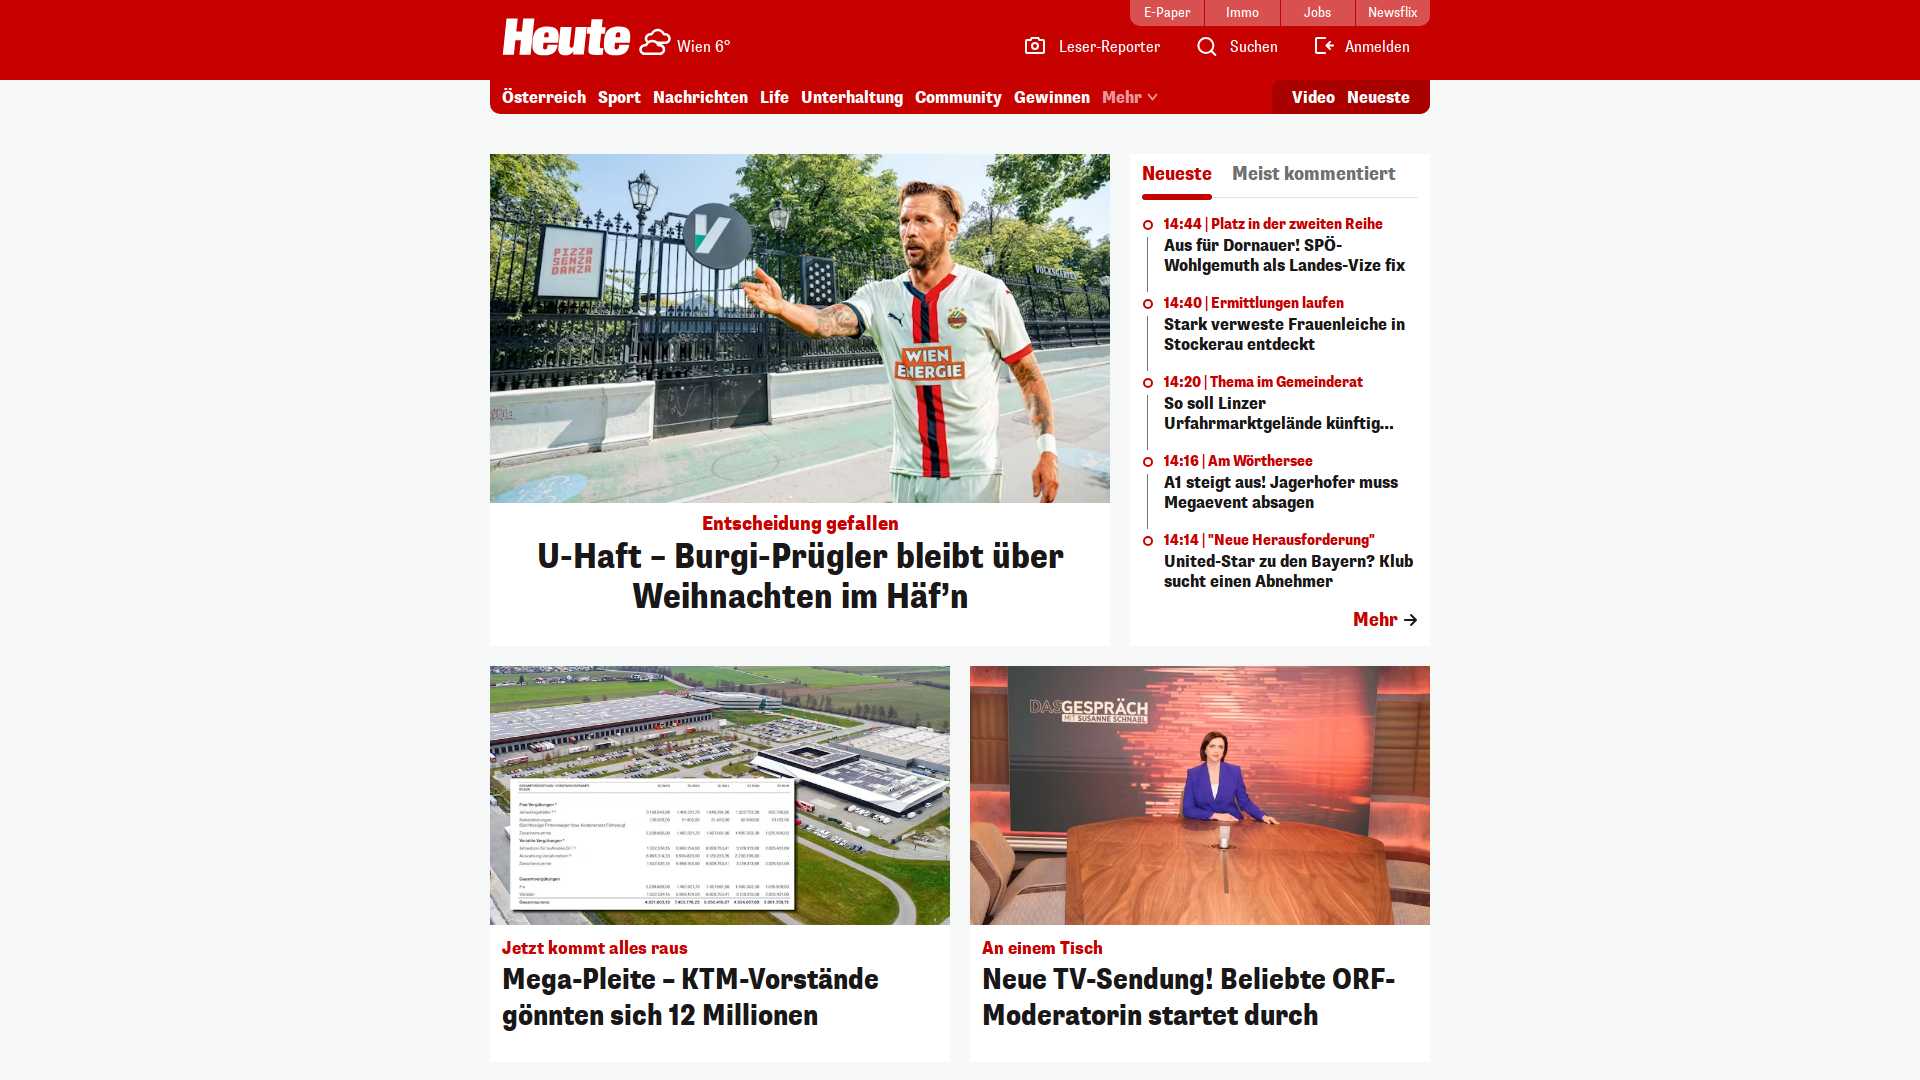 E-Paper Immo Jobs Newsflix
Heute Wien 6° Leser-Reporter Suchen Anmelden
Österreich Sport Nachrichten Life Unterhaltung Community Gewinnen Mehr Video Neueste
PIZZA
SENZA
DANZA
VOLKSGARTEN
WIEN
ENERGIE
Entscheidung gefallen
U-Haft – Burgi-Prügler bleibt über
Weihnachten im Häf’n
Neueste Meist kommentiert
14:44 | Platz in der zweiten Reihe
Aus für Dornauer! SPÖ-
Wohlgemuth als Landes-Vize fix
14:40 | Ermittlungen laufen
Stark verweste Frauenleiche in
Stockerau entdeckt
14:20 | Thema im Gemeinderat
So soll Linzer
Urfahrmarktgelände künftig...
14:16 | Am Wörthersee
A1 steigt aus! Jagerhofer muss
Megaevent absagen
14:14 | "Neue Herausforderung"
United-Star zu den Bayern? Klub
sucht einen Abnehmer
Mehr
Jetzt kommt alles raus
Mega-Pleite – KTM-Vorstände
gönnten sich 12 Millionen
DASGESPRÄCH
MIT SUSANNE SCHNABL
An einem Tisch
Neue TV-Sendung! Beliebte ORF-
Moderatorin startet durch